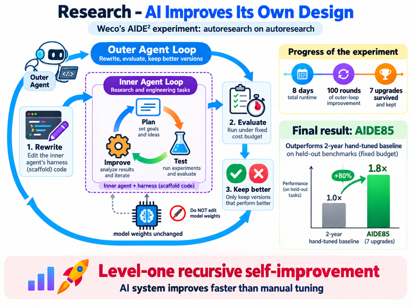 Research - AI Improves Its Own Design
Weco's AIDE² experiment: autoresearch on autoresearch
Outer Agent Loop
Rewrite, evaluate, keep better versions
Outer
Agent
Inner Agent Loop
Research and engineering tasks
Plan
set goals
and ideas
Improve
analyze results
and iterate
Test
run experiments
and evaluate
Inner agent + harness (scaffold code)
1. Rewrite
Edit the inner
agent's harness
(scaffold) code
2. Evaluate
Run under fixed
cost budget
3. Keep better
Only keep versions
that perform better
model weights unchanged
Do NOT edit
model weights
Progress of the experiment
8 days
total runtime
100 rounds
of outer-loop
improvement
7 upgrades
survived
and kept
Final result: AIDE85
Outperforms 2-year hand-tuned baseline
on held-out benchmarks (fixed budget)
Performance
(on held-out
tasks)
1.0×
+80%
1.8×
2-year
hand-tuned baseline
AIDE85
(7 upgrades)
Level-one recursive self-improvement
AI system improves faster than manual tuning